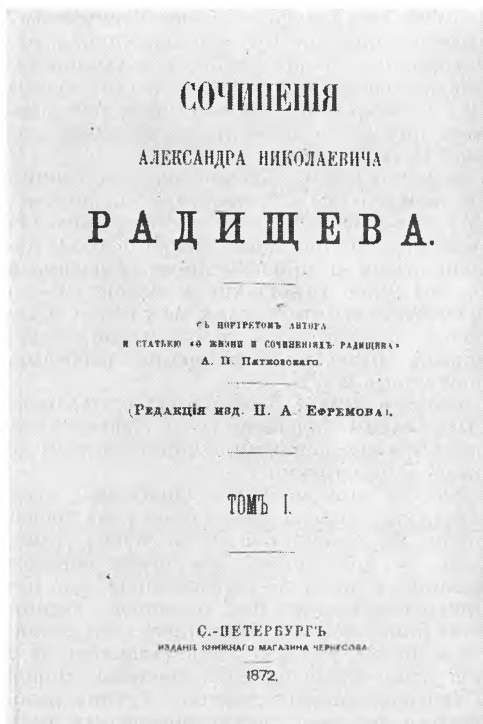 СОЧИНЕНІЯ
АЛЕКСАНДРА НИКОЛАЕВИЧА
РАДИЩЕВА.
СЪ ПОРТРЕТОМЪ АВТОРА
И СТАТЬЕЮ «О ЖИЗНИ И СОЧИНЕНІЯХЪ РАДИЩЕВА»
А. П. Пятковскаго.
(Редакція изд. П. А. Ефремова).
ТОМЪ I.
С.-ПЕТЕРБУРГЪ
ИЗДАНІЕ КНИЖНАГО МАГАЗИНА ЧЕРКЕСОВА
1872.